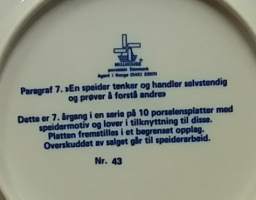 Paragraf 7. »En speider tenker og handler selvstendig
og prøver å forstå andre»
Dette er 7. årgang i en serie på 10 porselensplatter med
speidermotiv og lover i tilknytning til disse.
Platten fremstilles i et begrenset opplag.
Overskuddet av salget går til speiderarbeid.
Nr. 43